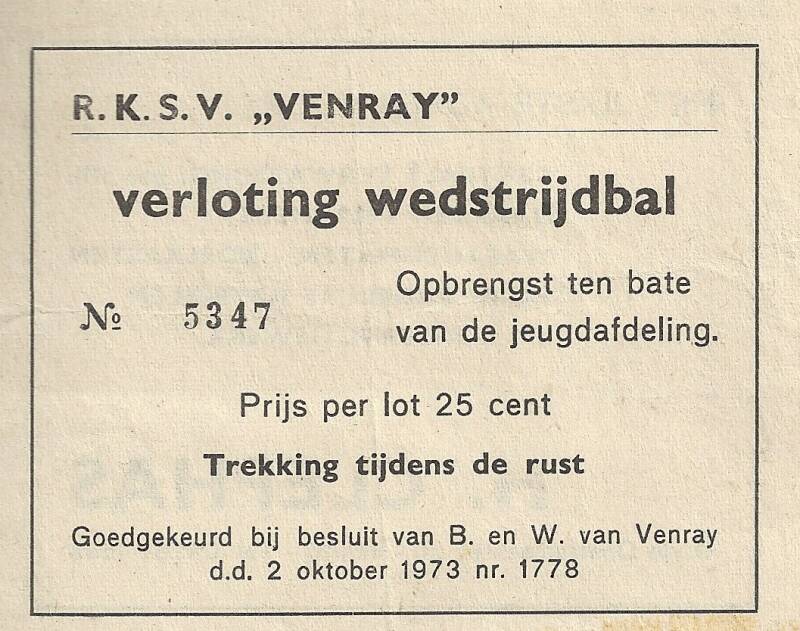 R.K.S.V. „VENRAY”
verloting wedstrijdbal
№ 5347
Opbrengst ten bate
van de jeugdafdeling.
Prijs per lot 25 cent
Trekking tijdens de rust
Goedgekeurd bij besluit van B. en W. van Venray
d.d. 2 oktober 1973 nr. 1778